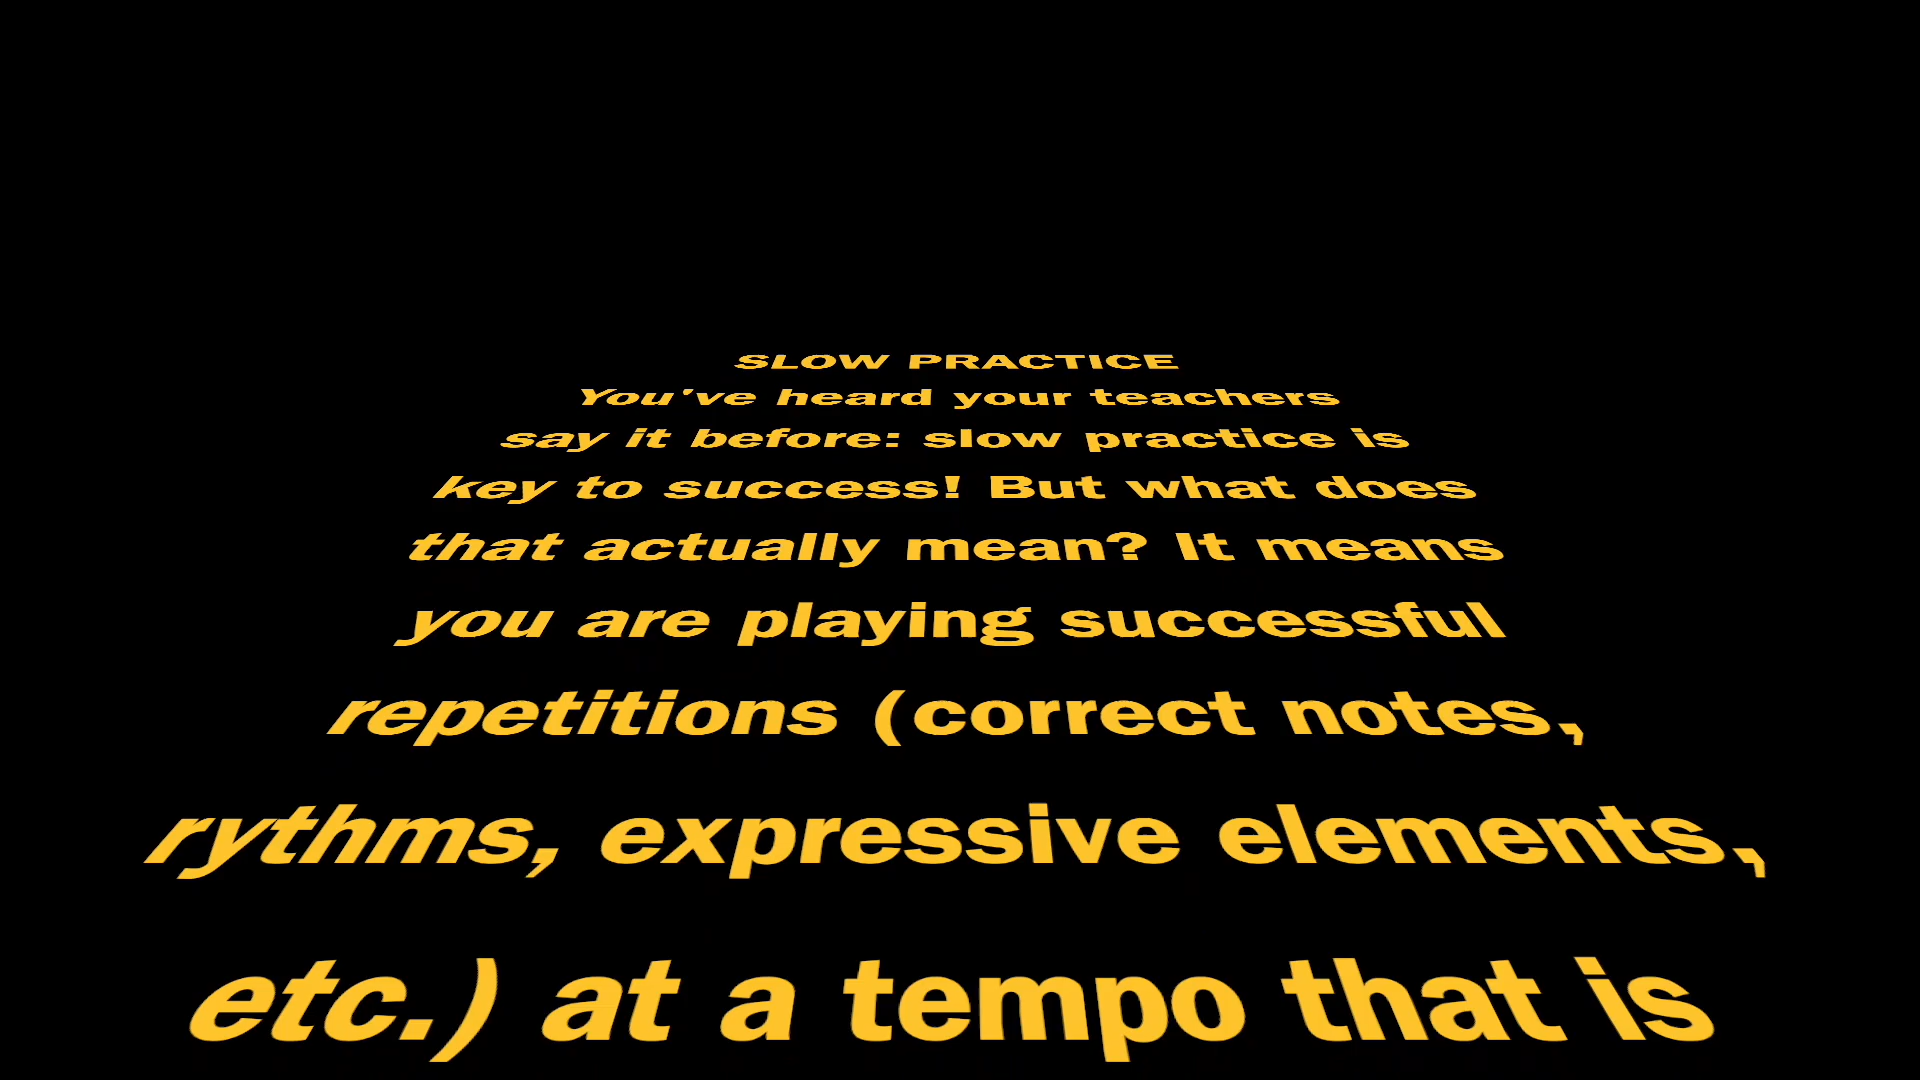 SLOW PRACTICE
You've heard your teachers
say it before: slow practice is
key to success! But what does
that actually mean? It means
you are playing successful
repetitions (correct notes,
rythms, expressive elements,
etc.) at a tempo that is